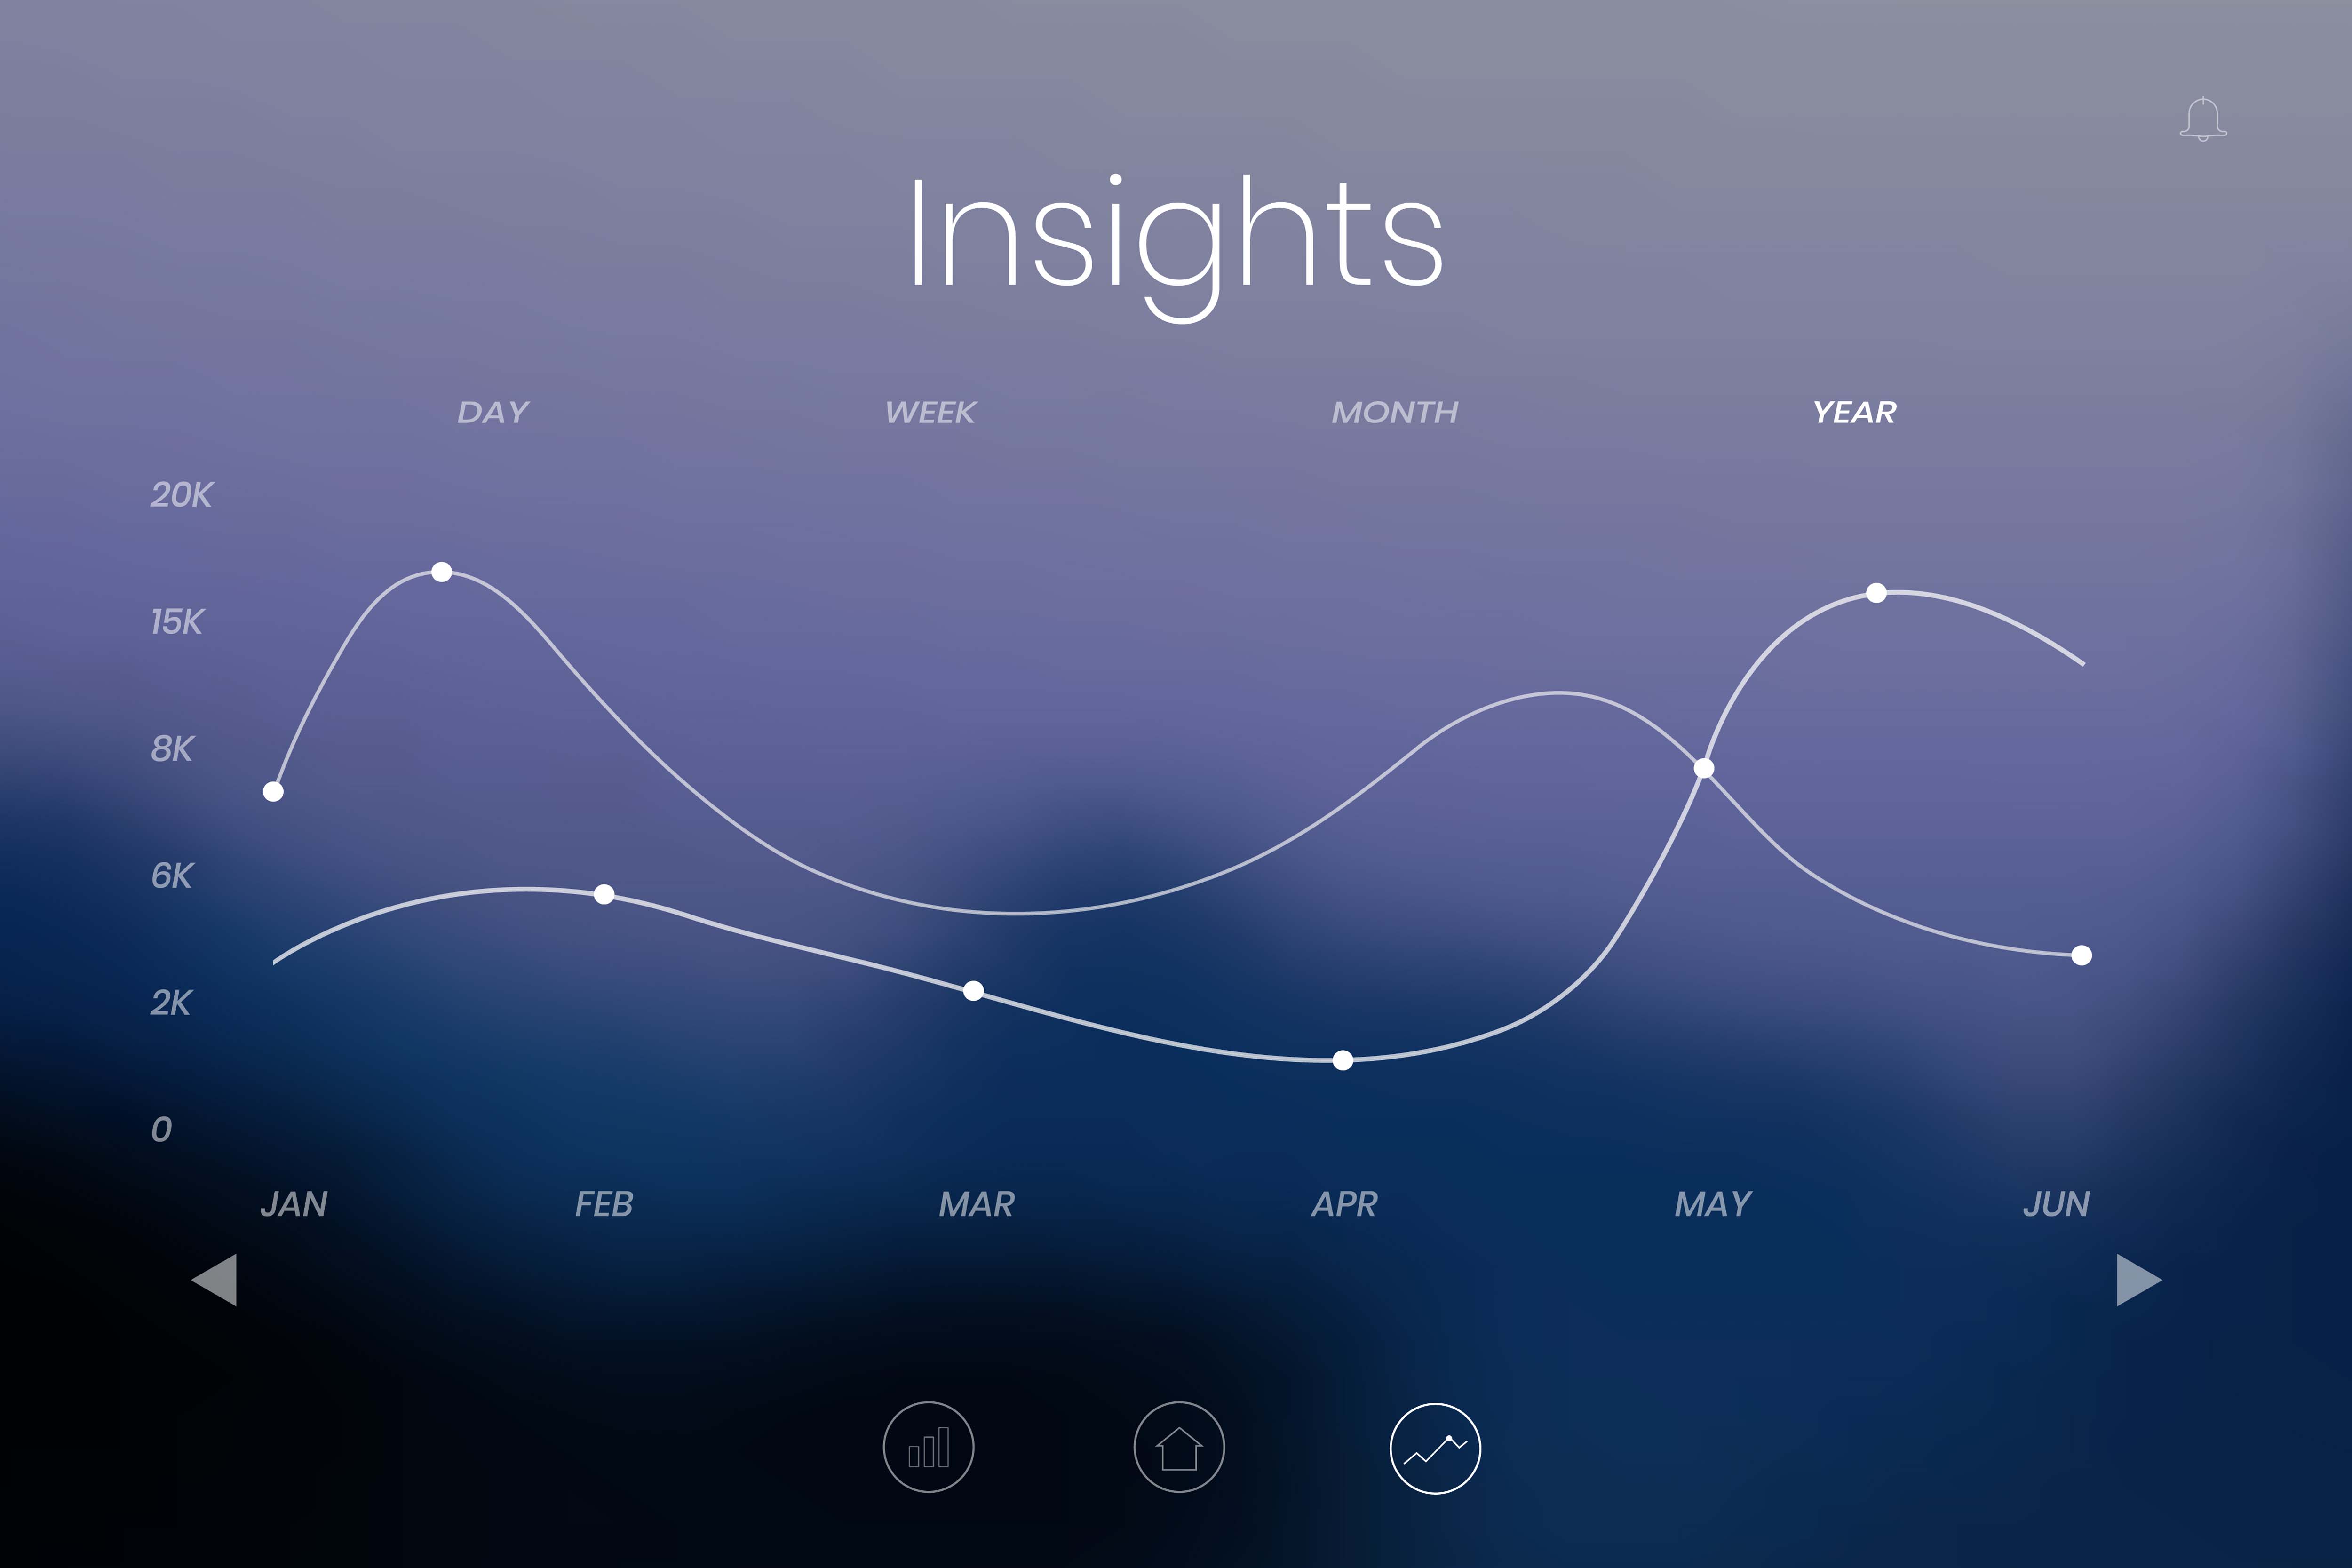 Insights
DAY WEEK MONTH YEAR
20K
15K
8K
6K
2K
0
JAN FEB MAR APR MAY JUN